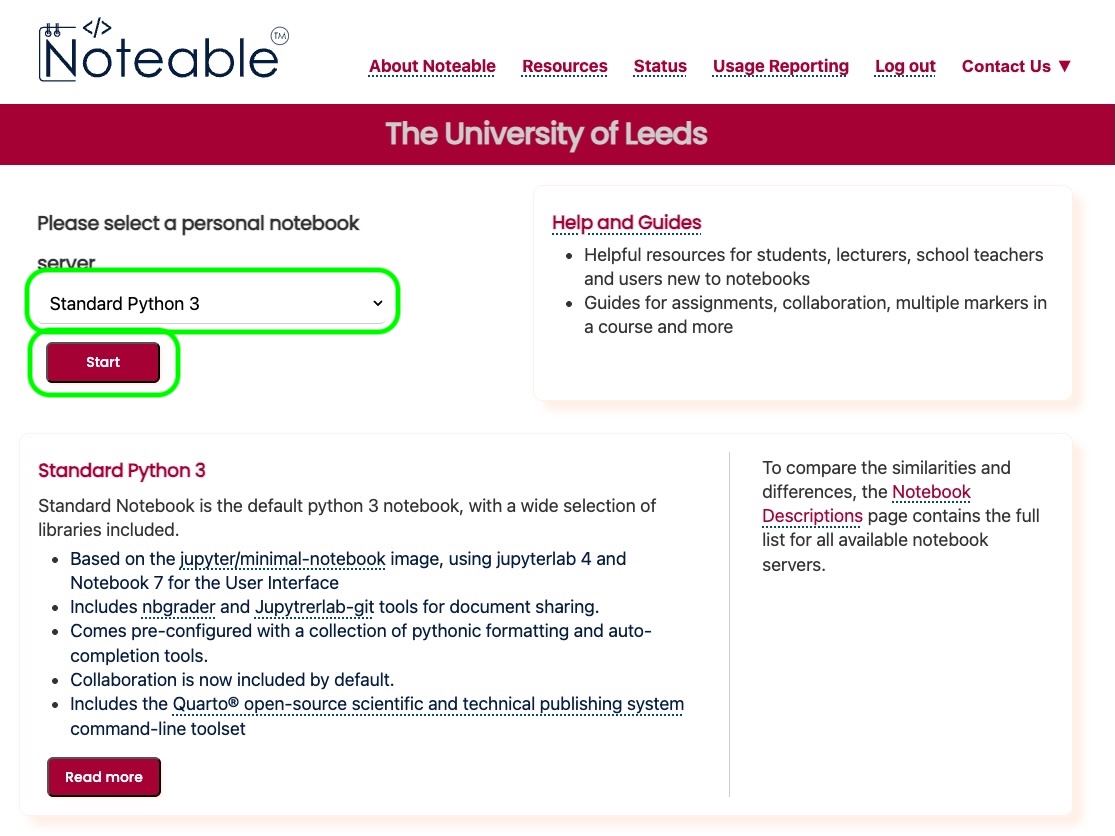 </>
Noteable TM
About Noteable Resources Status Usage Reporting Log out Contact Us ▼
The University of Leeds
Please select a personal notebook
server
Standard Python 3
Start
Help and Guides
• Helpful resources for students, lecturers, school teachers
and users new to notebooks
• Guides for assignments, collaboration, multiple markers in
a course and more
Standard Python 3
Standard Notebook is the default python 3 notebook, with a wide selection of
libraries included.
• Based on the jupyter/minimal-notebook image, using jupyterlab 4 and
Notebook 7 for the User Interface
• Includes nbgrader and Jupytrerlab-git tools for document sharing.
• Comes pre-configured with a collection of pythonic formatting and auto-
completion tools.
• Collaboration is now included by default.
• Includes the Quarto® open-source scientific and technical publishing system
command-line toolset
Read more
To compare the similarities and
differences, the Notebook
Descriptions page contains the full
list for all available notebook
servers.